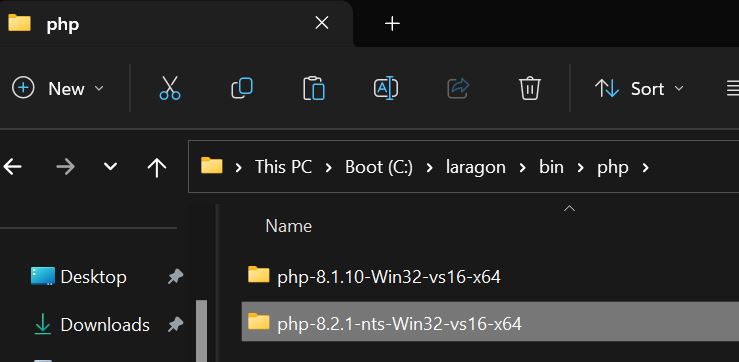 php
New
Sort
This PC > Boot (C:) > laragon > bin > php >
Name
Desktop
php-8.1.10-Win32-vs16-x64
Downloads
php-8.2.1-nts-Win32-vs16-x64